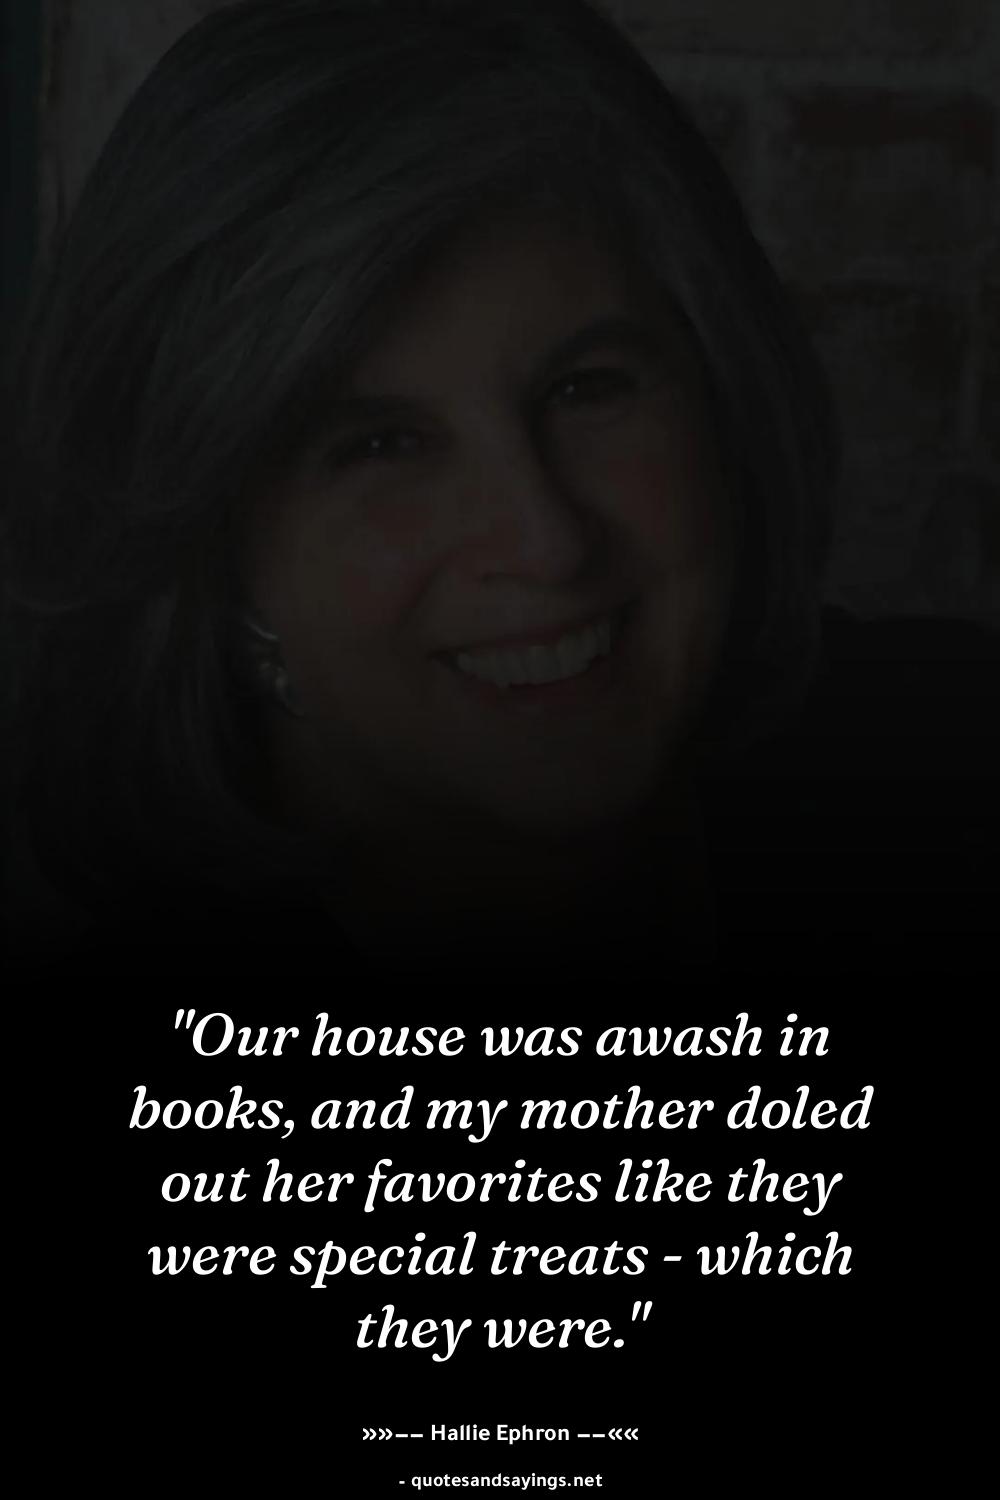 "Our house was awash in
books, and my mother doled
out her favorites like they
were special treats - which
they were."
»»−− Hallie Ephron −−««
- quotesandsayings.net